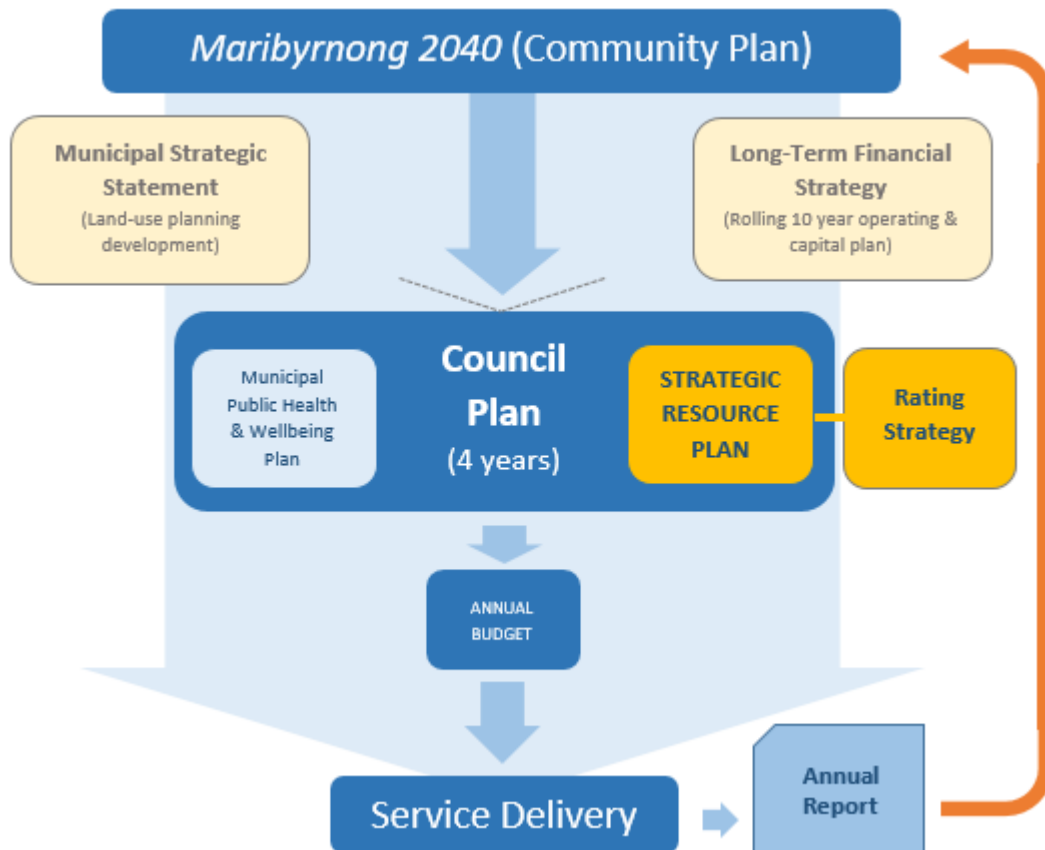 Maribyrnong 2040 (Community Plan)
Municipal Strategic
Statement
(Land-use planning
development)
Long-Term Financial
Strategy
(Rolling 10 year operating &
capital plan)
Municipal
Public Health
& Wellbeing
Plan
Council
Plan
(4 years)
STRATEGIC
RESOURCE
PLAN
Rating
Strategy
ANNUAL
BUDGET
Service Delivery
Annual
Report